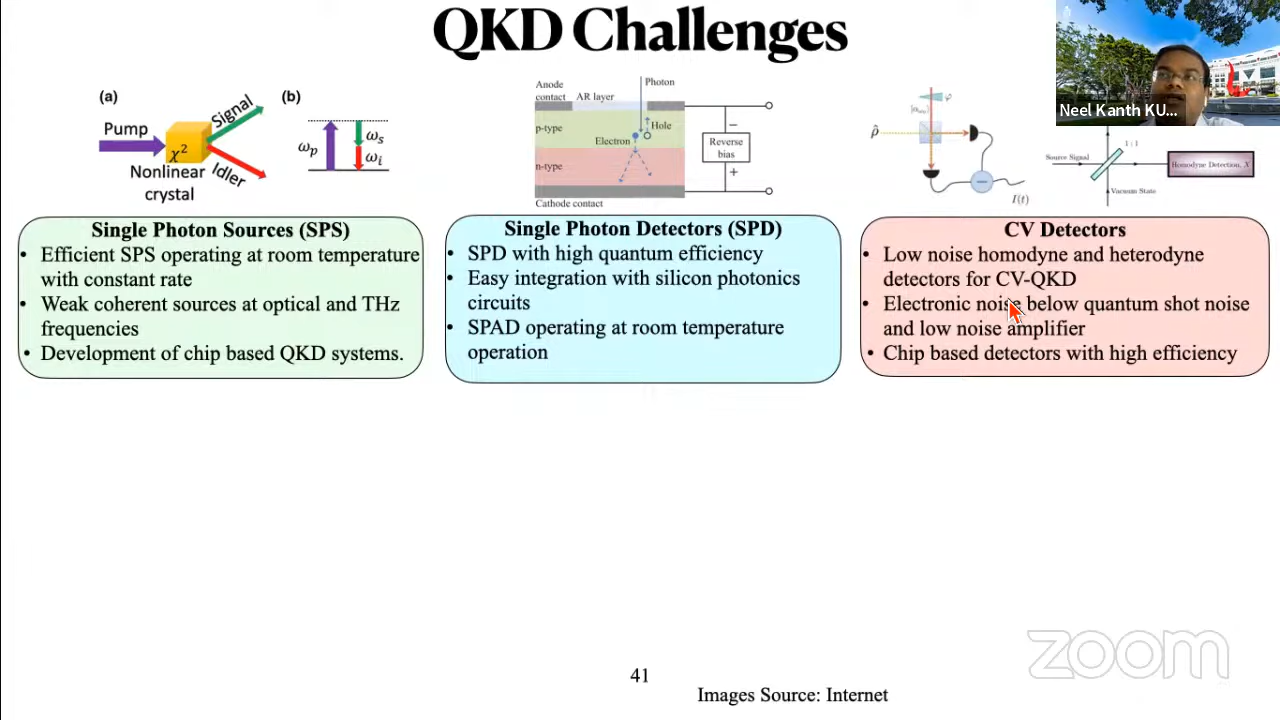 QKD Challenges
Neel Kanth KU...
(a)
Pump
χ²
Signal
Idler
Nonlinear
crystal
(b)
ωp
ωs
ωi
Anode
contact
AR layer
Photon
p-type
Hole
Electron
n-type
Cathode contact
−
Reverse
bias
+
φ
ρ̂
−
I(t)
1 : 1
Source Signal
Homodyne Detection, X
Vacuum State
Single Photon Sources (SPS)
• Efficient SPS operating at room temperature
with constant rate
• Weak coherent sources at optical and THz
frequencies
• Development of chip based QKD systems.
Single Photon Detectors (SPD)
• SPD with high quantum efficiency
• Easy integration with silicon photonics
circuits
• SPAD operating at room temperature
operation
CV Detectors
• Low noise homodyne and heterodyne
detectors for CV-QKD
• Electronic noise below quantum shot noise
and low noise amplifier
• Chip based detectors with high efficiency
zoom
41
Images Source: Internet